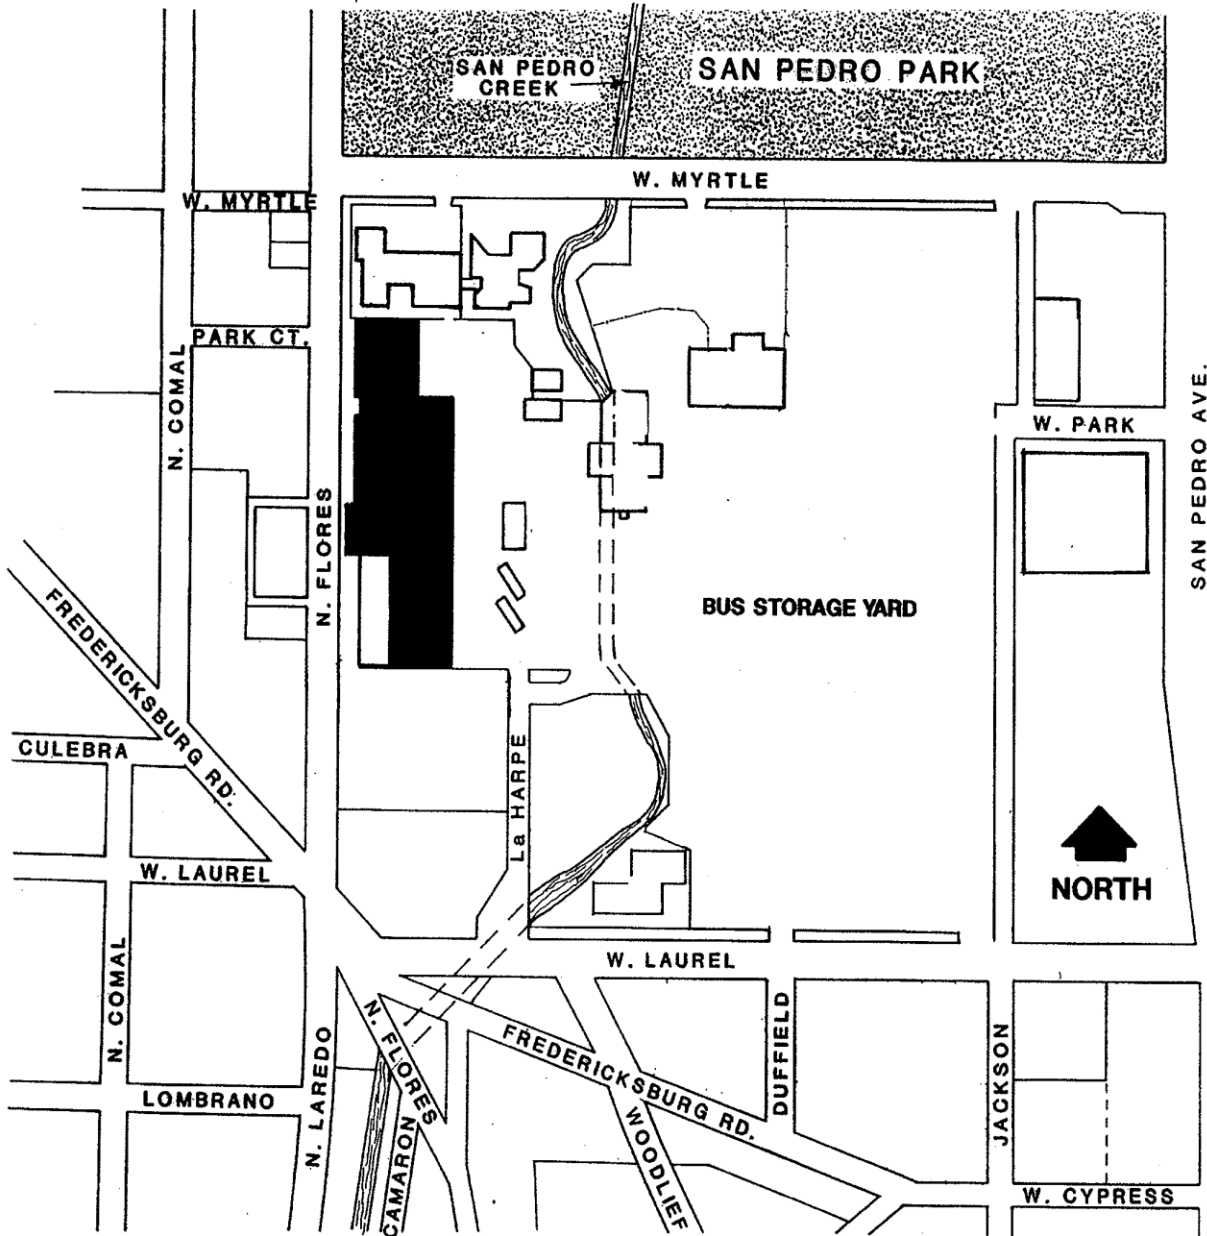 SAN PEDRO
CREEK
SAN PEDRO PARK
W. MYRTLE
W. MYRTLE
PARK CT.
N. COMAL
N. FLORES
W. PARK
SAN PEDRO AVE.
BUS STORAGE YARD
FREDERICKSBURG RD.
CULEBRA
La HARPE
W. LAUREL
NORTH
W. LAUREL
N. COMAL
N. LAREDO
N. FLORES
FREDERICKSBURG RD.
DUFFIELD
JACKSON
LOMBRANO
CAMARON
WOODLIEF
W. CYPRESS